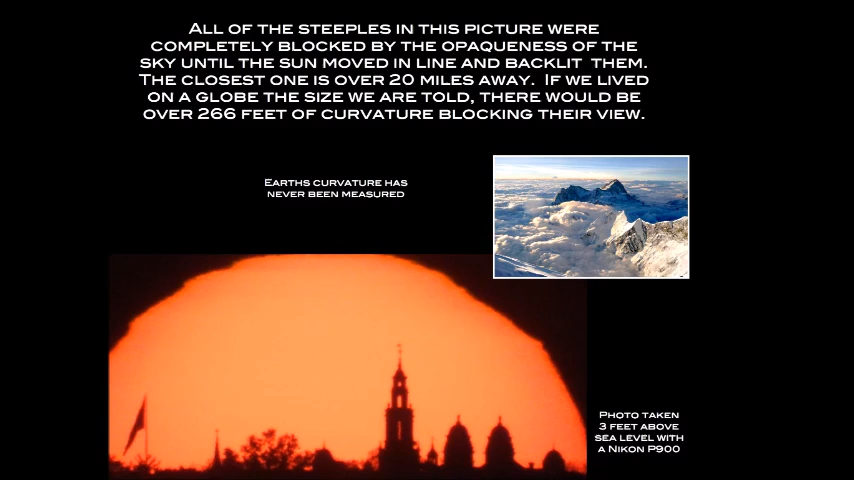 All of the steeples in this picture were
completely blocked by the opaqueness of the
sky until the sun moved in line and backlit them.
The closest one is over 20 miles away. If we lived
on a globe the size we are told, there would be
over 266 feet of curvature blocking their view.
Earths curvature has
never been measured
Photo taken
3 feet above
sea level with
a Nikon P900